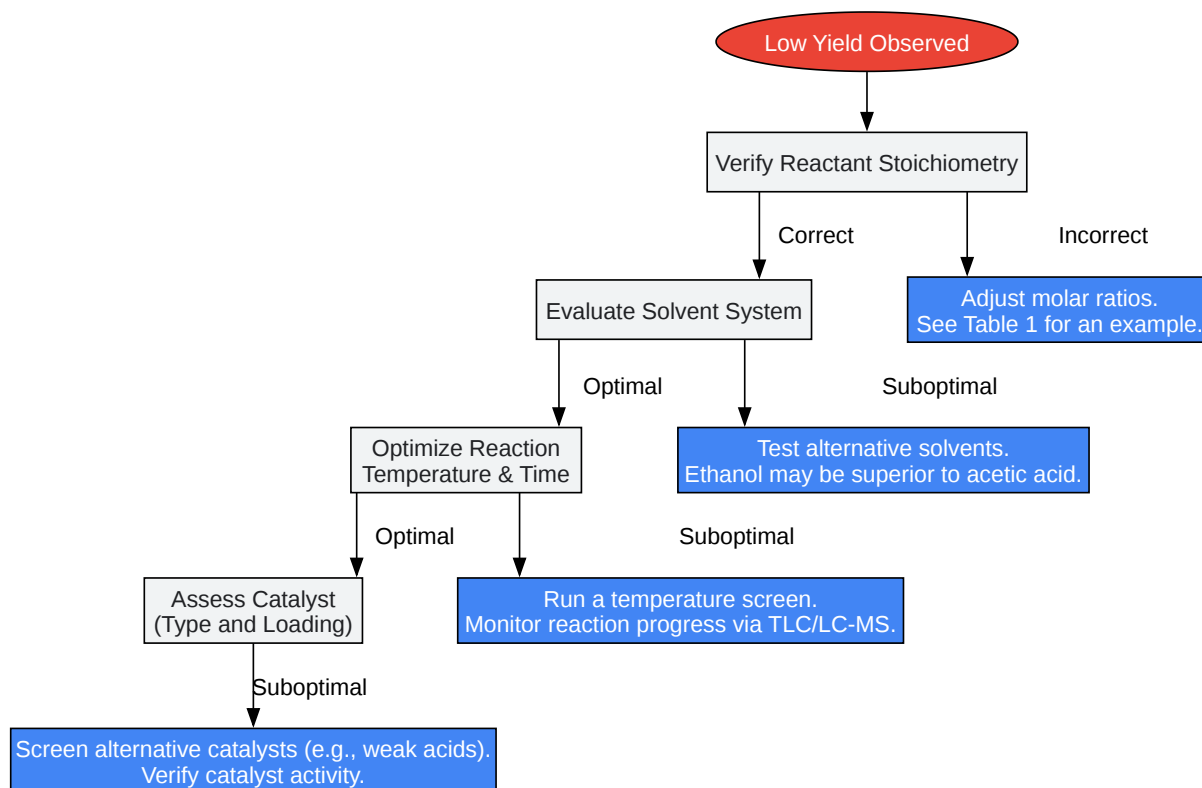 Low Yield Observed
Verify Reactant Stoichiometry
Correct
Incorrect
Evaluate Solvent System
Adjust molar ratios.
See Table 1 for an example.
Optimal
Suboptimal
Optimize Reaction
Temperature & Time
Test alternative solvents.
Ethanol may be superior to acetic acid.
Optimal
Suboptimal
Assess Catalyst
(Type and Loading)
Run a temperature screen.
Monitor reaction progress via TLC/LC-MS.
Suboptimal
Screen alternative catalysts (e.g., weak acids).
Verify catalyst activity.